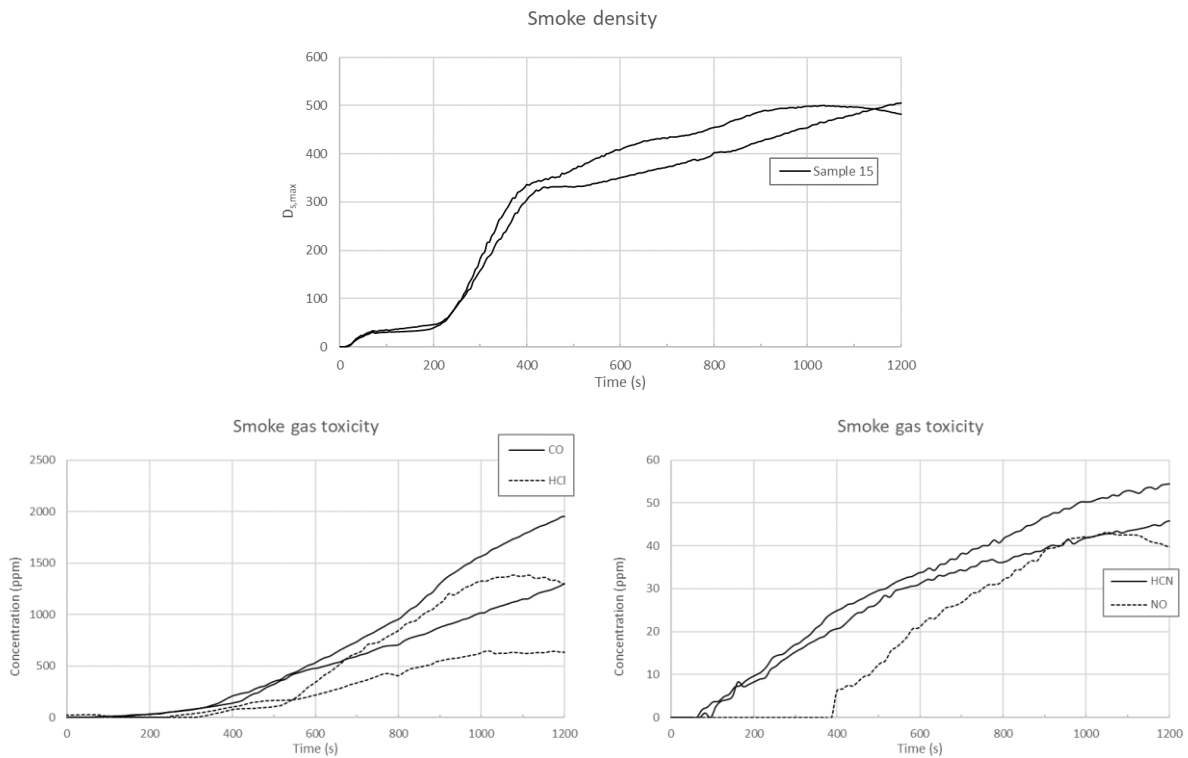 Smoke density
600
500
400
300
200
100
0
D_s,max
Sample 15
0 200 400 600 800 1000 1200
Time (s)
Smoke gas toxicity
CO
HCl
2500
2000
1500
1000
500
0
Concentration (ppm)
0 200 400 600 800 1000 1200
Time (s)
Smoke gas toxicity
60
50
40
30
20
10
0
Concentration (ppm)
HCN
NO
0 200 400 600 800 1000 1200
Time (s)